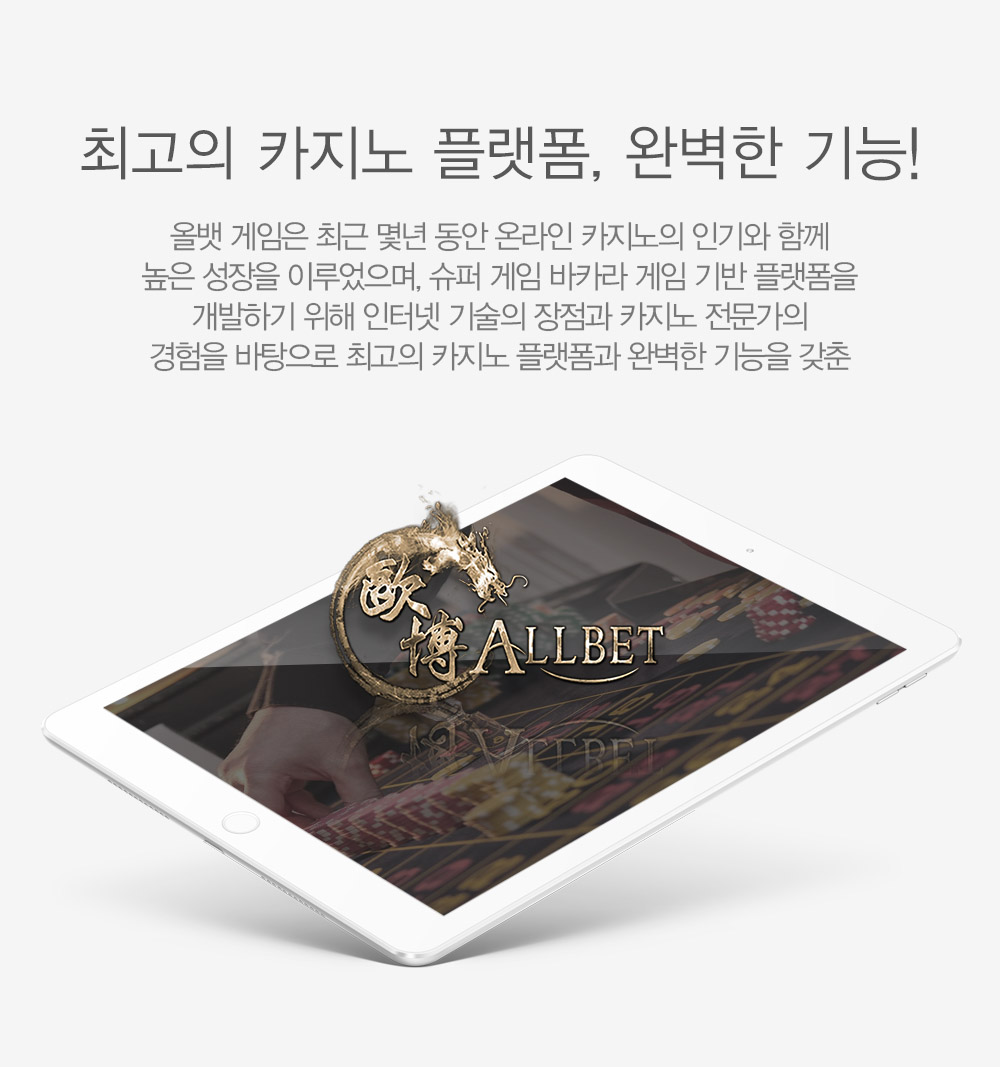 최고의 카지노 플랫폼, 완벽한 기능!
올뱃 게임은 최근 몇년 동안 온라인 카지노의 인기와 함께
높은 성장을 이루었으며, 슈퍼 게임 바카라 게임 기반 플랫폼을
개발하기 위해 인터넷 기술의 장점과 카지노 전문가의
경험을 바탕으로 최고의 카지노 플랫폼과 완벽한 기능을 갖춘
歐
博 ALLBET